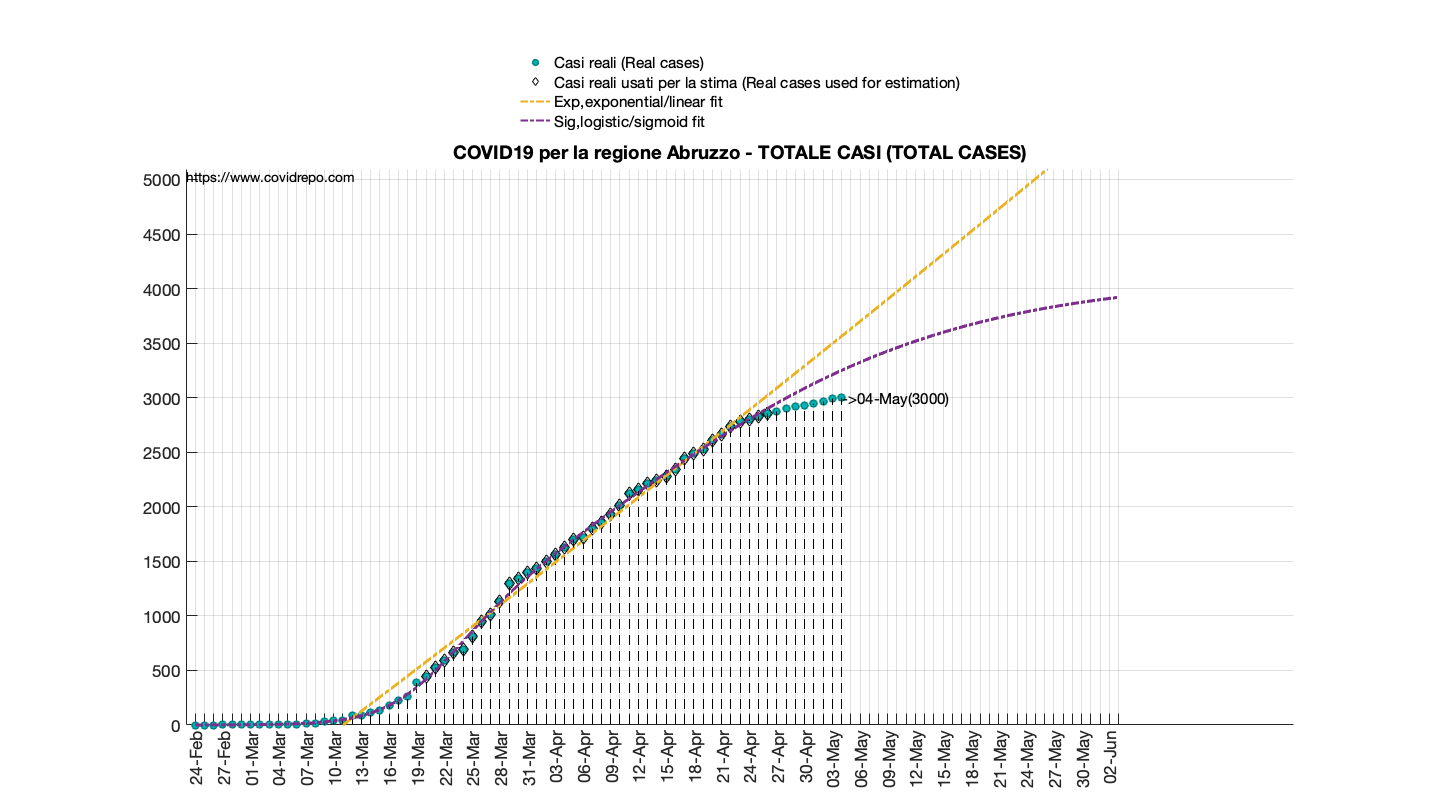 Casi reali (Real cases)
Casi reali usati per la stima (Real cases used for estimation)
Exp,exponential/linear fit
Sig,logistic/sigmoid fit
COVID19 per la regione Abruzzo - TOTALE CASI (TOTAL CASES)
https://www.covidrepo.com
5000
4500
4000
3500
3000
2500
2000
1500
1000
500
0
->04-May(3000)
24-Feb
27-Feb
01-Mar
04-Mar
07-Mar
10-Mar
13-Mar
16-Mar
19-Mar
22-Mar
25-Mar
28-Mar
31-Mar
03-Apr
06-Apr
09-Apr
12-Apr
15-Apr
18-Apr
21-Apr
24-Apr
27-Apr
30-Apr
03-May
06-May
09-May
12-May
15-May
18-May
21-May
24-May
27-May
30-May
02-Jun